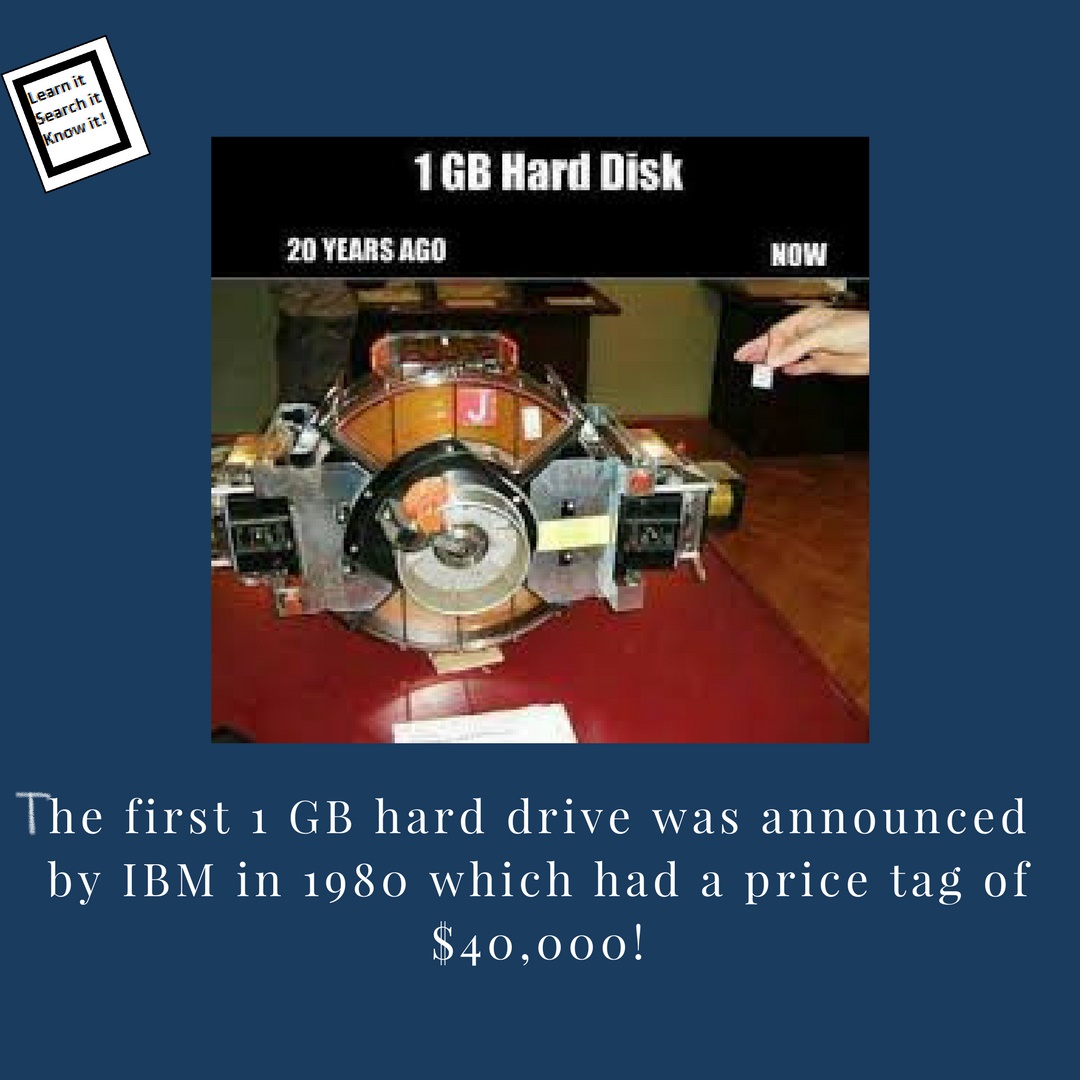 Learn it
Search it
Know it!
1 GB Hard Disk
20 YEARS AGO
NOW
J
The first 1 GB hard drive was announced
by IBM in 1980 which had a price tag of
$40,000!